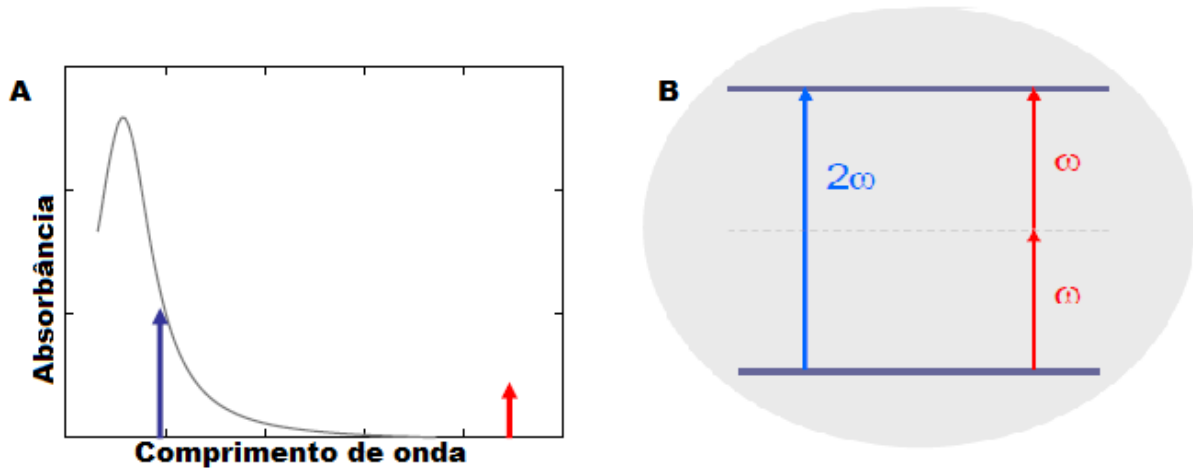 A
Absorbância
Comprimento de onda
B
2ω
ω
ω